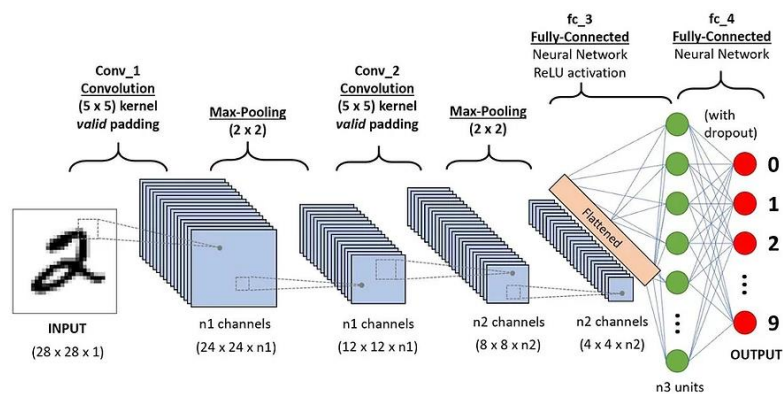 Conv_1
Convolution
(5 x 5) kernel
valid padding
Max-Pooling
(2 x 2)
Conv_2
Convolution
(5 x 5) kernel
valid padding
Max-Pooling
(2 x 2)
fc_3
Fully-Connected
Neural Network
ReLU activation
fc_4
Fully-Connected
Neural Network
(with
dropout)
2
INPUT
(28 x 28 x 1)
n1 channels
(24 x 24 x n1)
n1 channels
(12 x 12 x n1)
n2 channels
(8 x 8 x n2)
n2 channels
(4 x 4 x n2)
Flattened
n3 units
0
1
2
9
OUTPUT